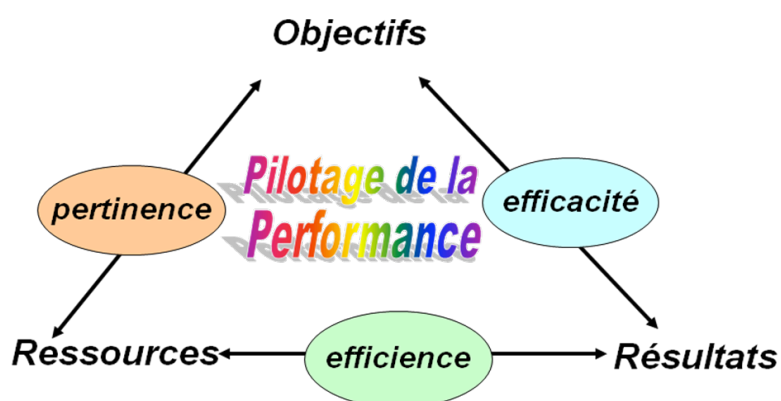 Objectifs
Pilotage de la
Performance
pertinence
efficacité
Ressources
efficience
Résultats